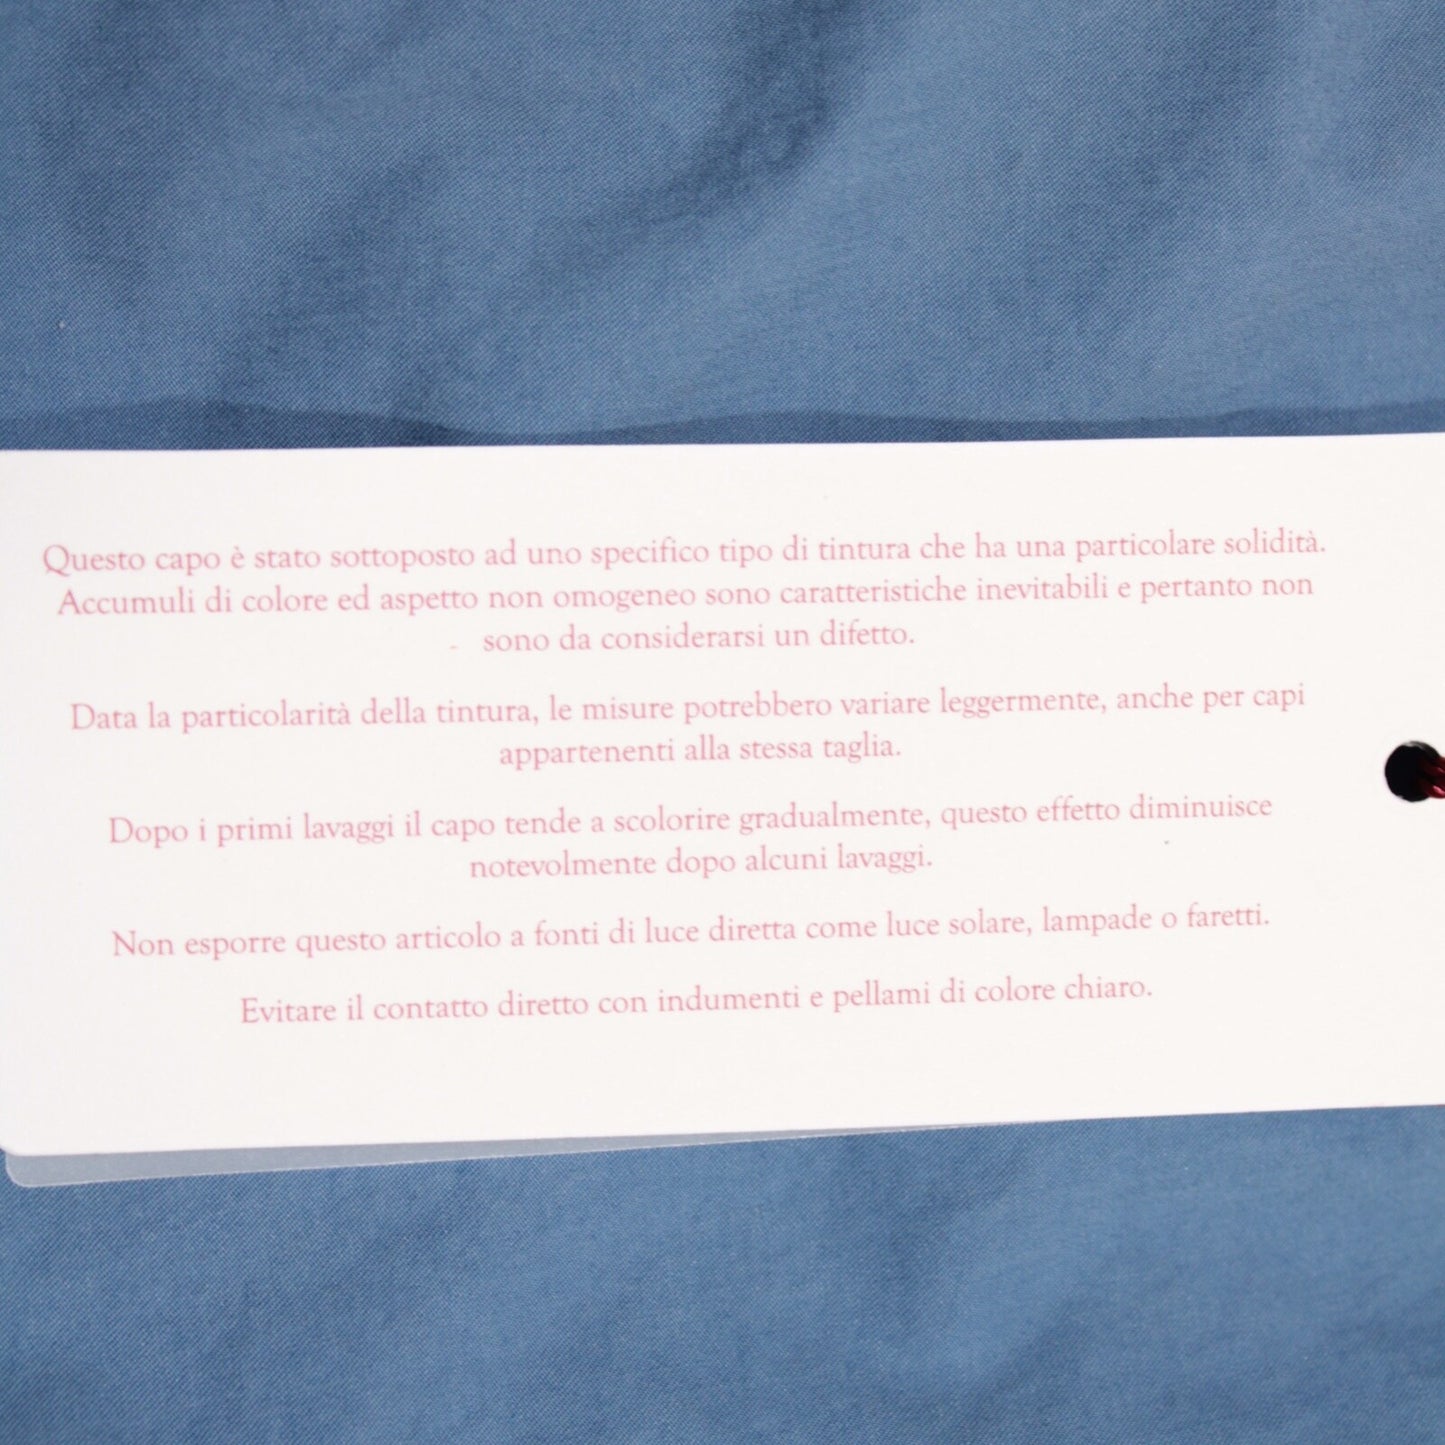 Questo capo è stato sottoposto ad uno specifico tipo di tintura che ha una particolare solidità.
Accumuli di colore ed aspetto non omogeneo sono caratteristiche inevitabili e pertanto non
sono da considerarsi un difetto.
Data la particolarità della tintura, le misure potrebbero variare leggermente, anche per capi
appartenenti alla stessa taglia.
Dopo i primi lavaggi il capo tende a scolorire gradualmente, questo effetto diminuisce
notevolmente dopo alcuni lavaggi.
Non esporre questo articolo a fonti di luce diretta come luce solare, lampade o faretti.
Evitare il contatto diretto con indumenti e pellami di colore chiaro.